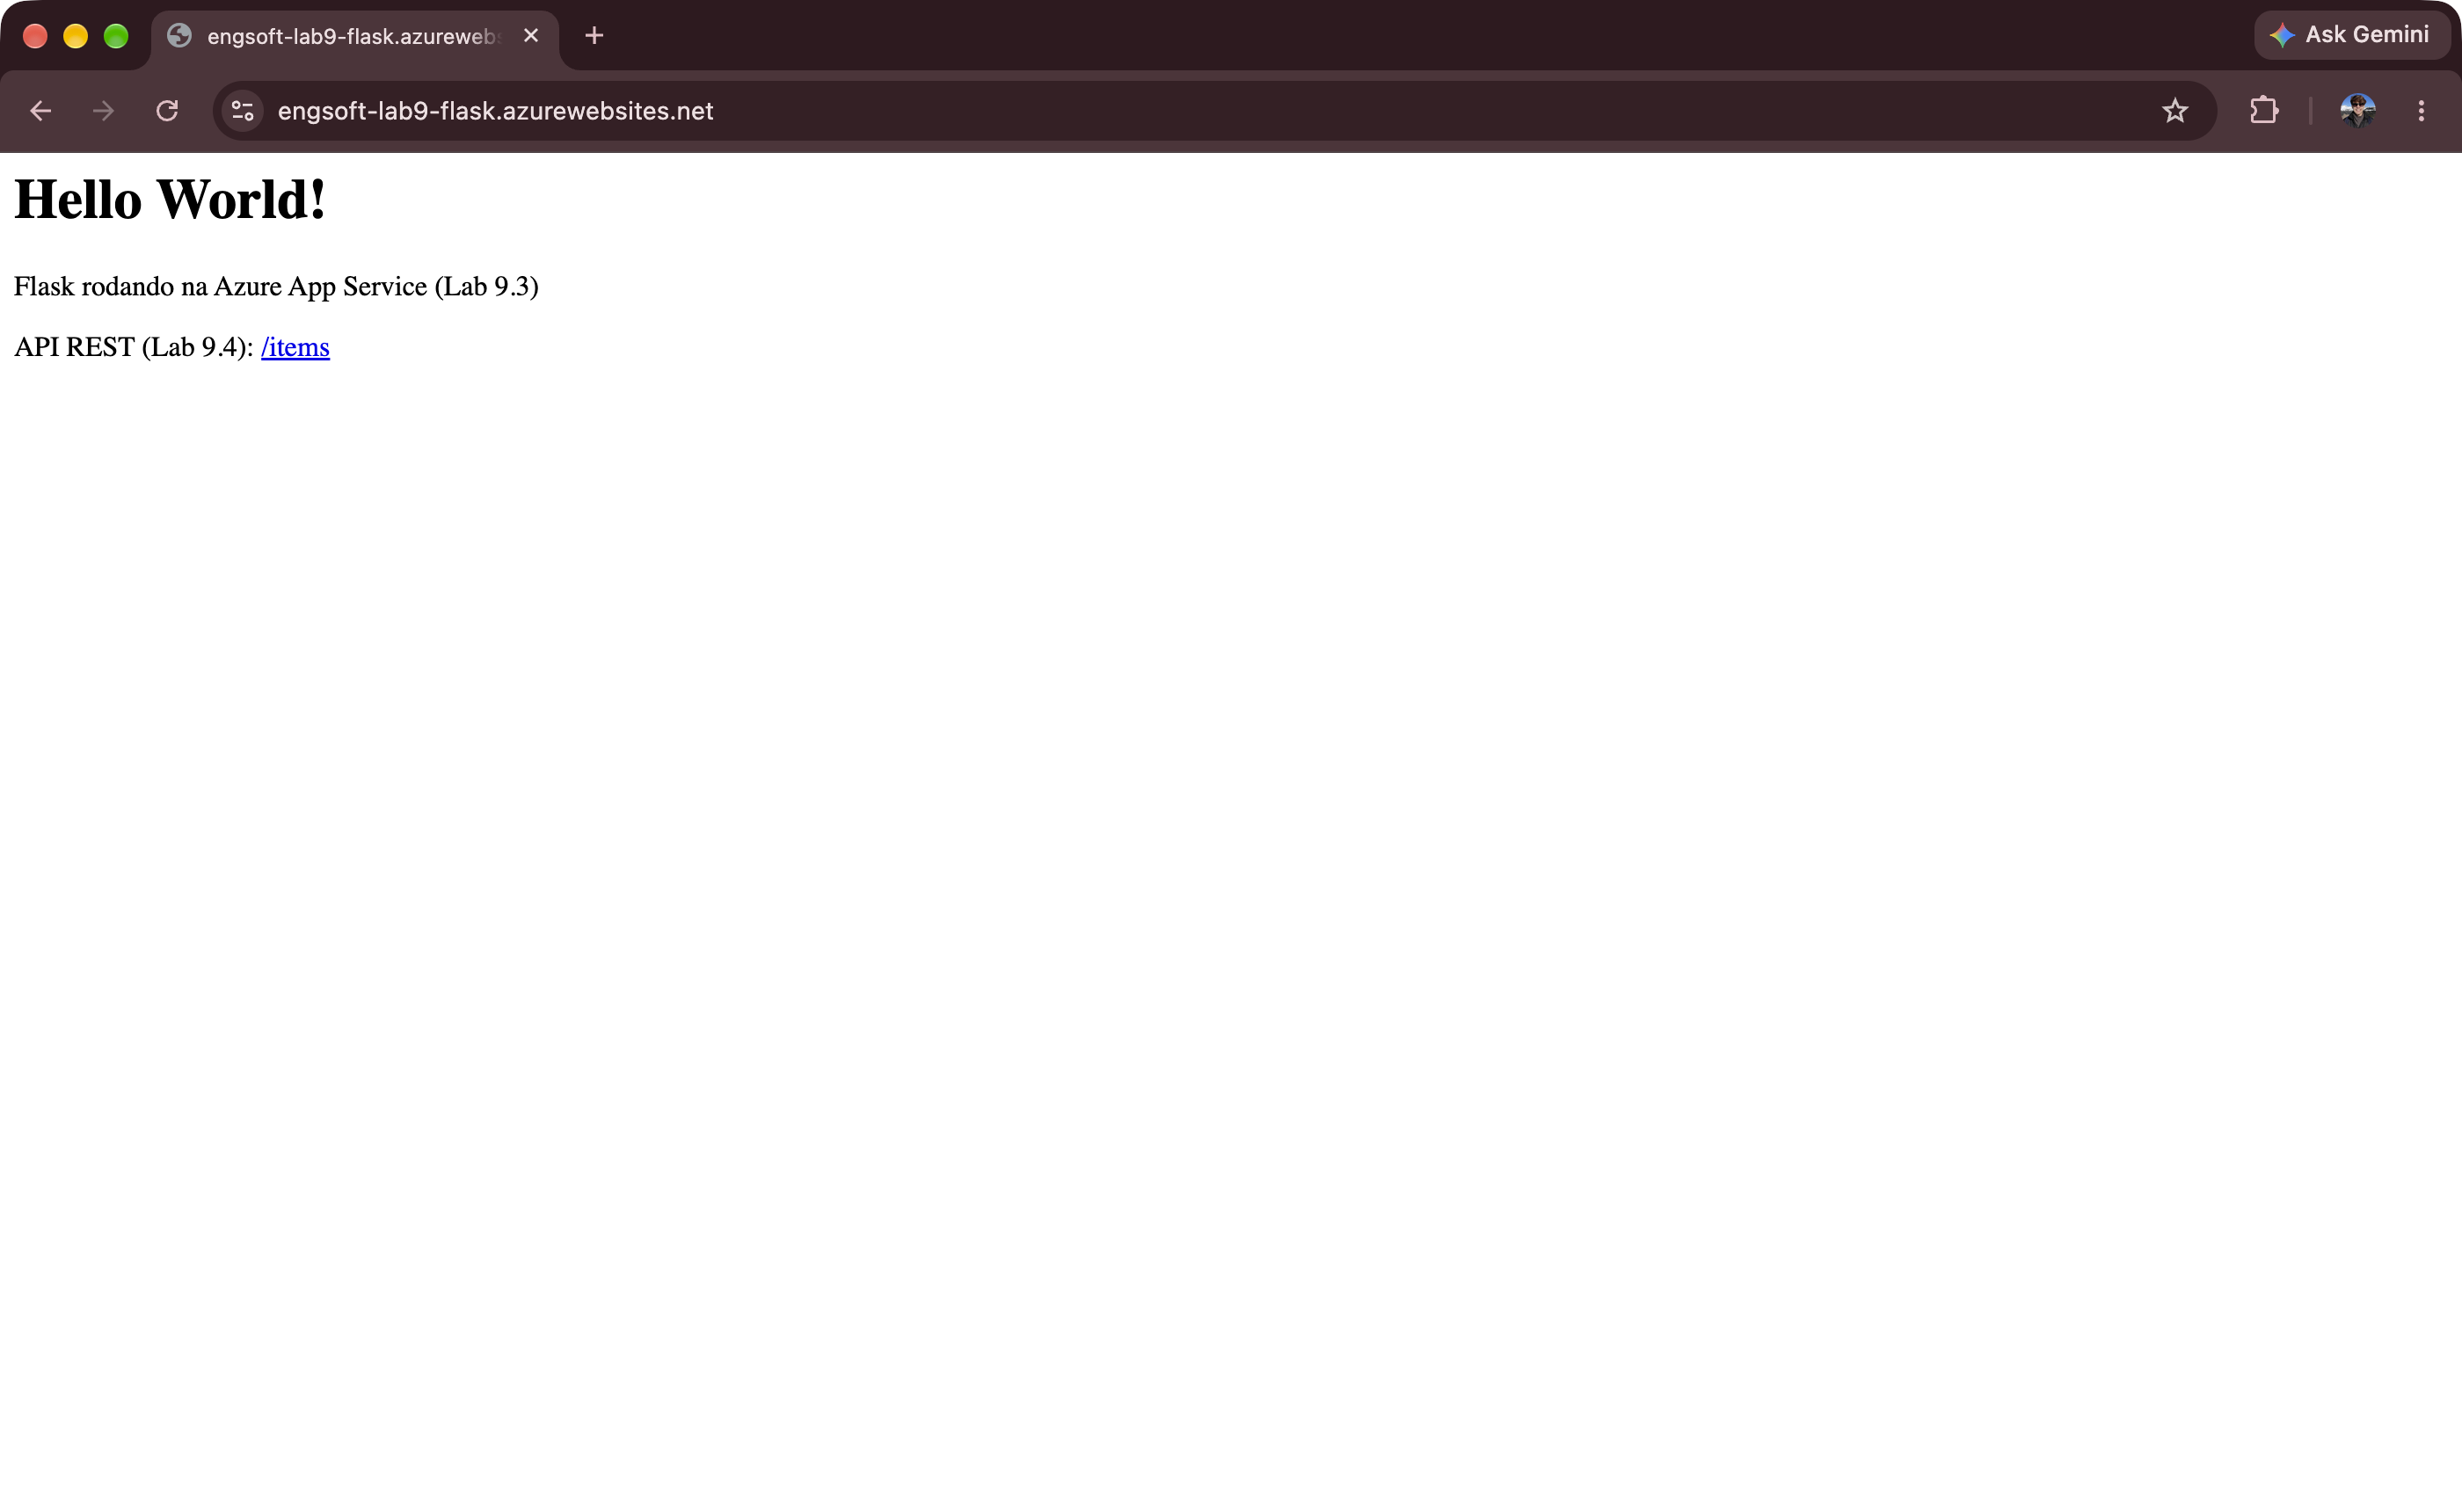 engsoft-lab9-flask.azureweb
Ask Gemini
engsoft-lab9-flask.azurewebsites.net
Hello World!
Flask rodando na Azure App Service (Lab 9.3)
API REST (Lab 9.4): /items